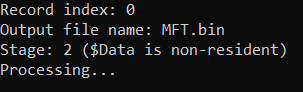 Record index: 0
Output file name: MFT.bin
Stage: 2 ($Data is non-resident)
Processing...